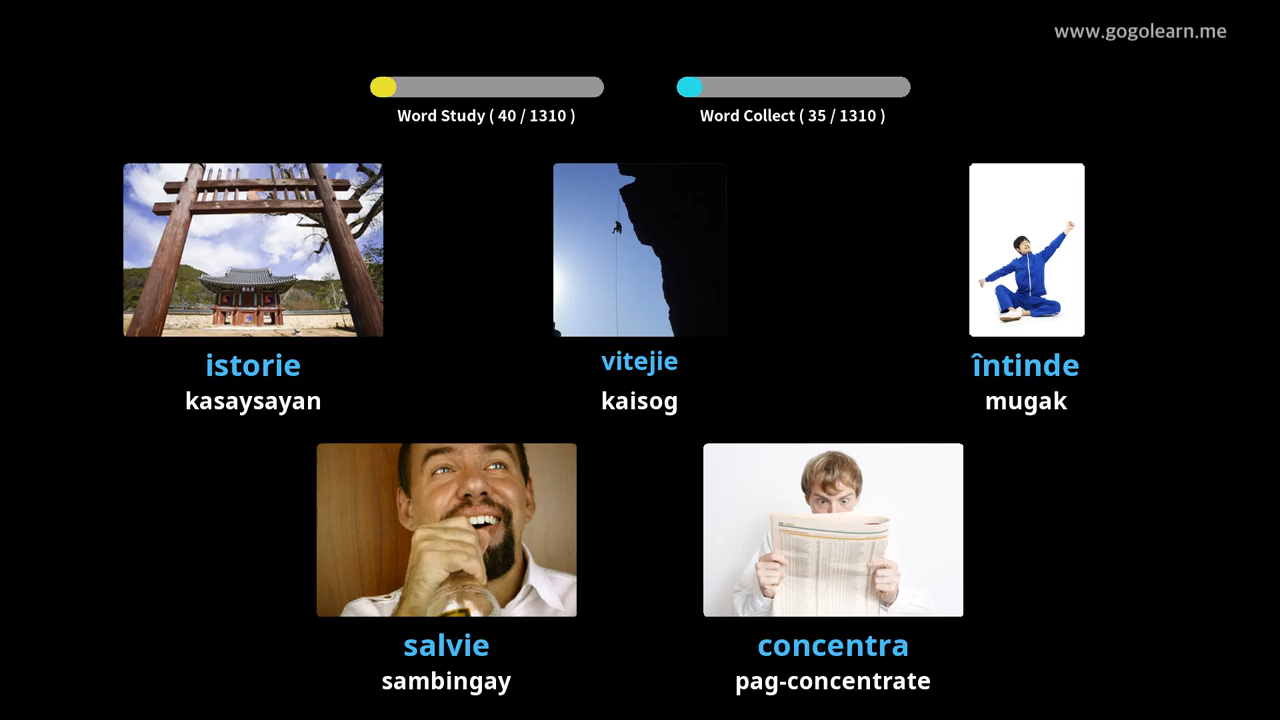 www.gogolearn.me
Word Study ( 40 / 1310 )
Word Collect ( 35 / 1310 )
istorie
kasaysayan
vitejie
kaisog
întinde
mugak
salvie
sambingay
concentra
pag-concentrate